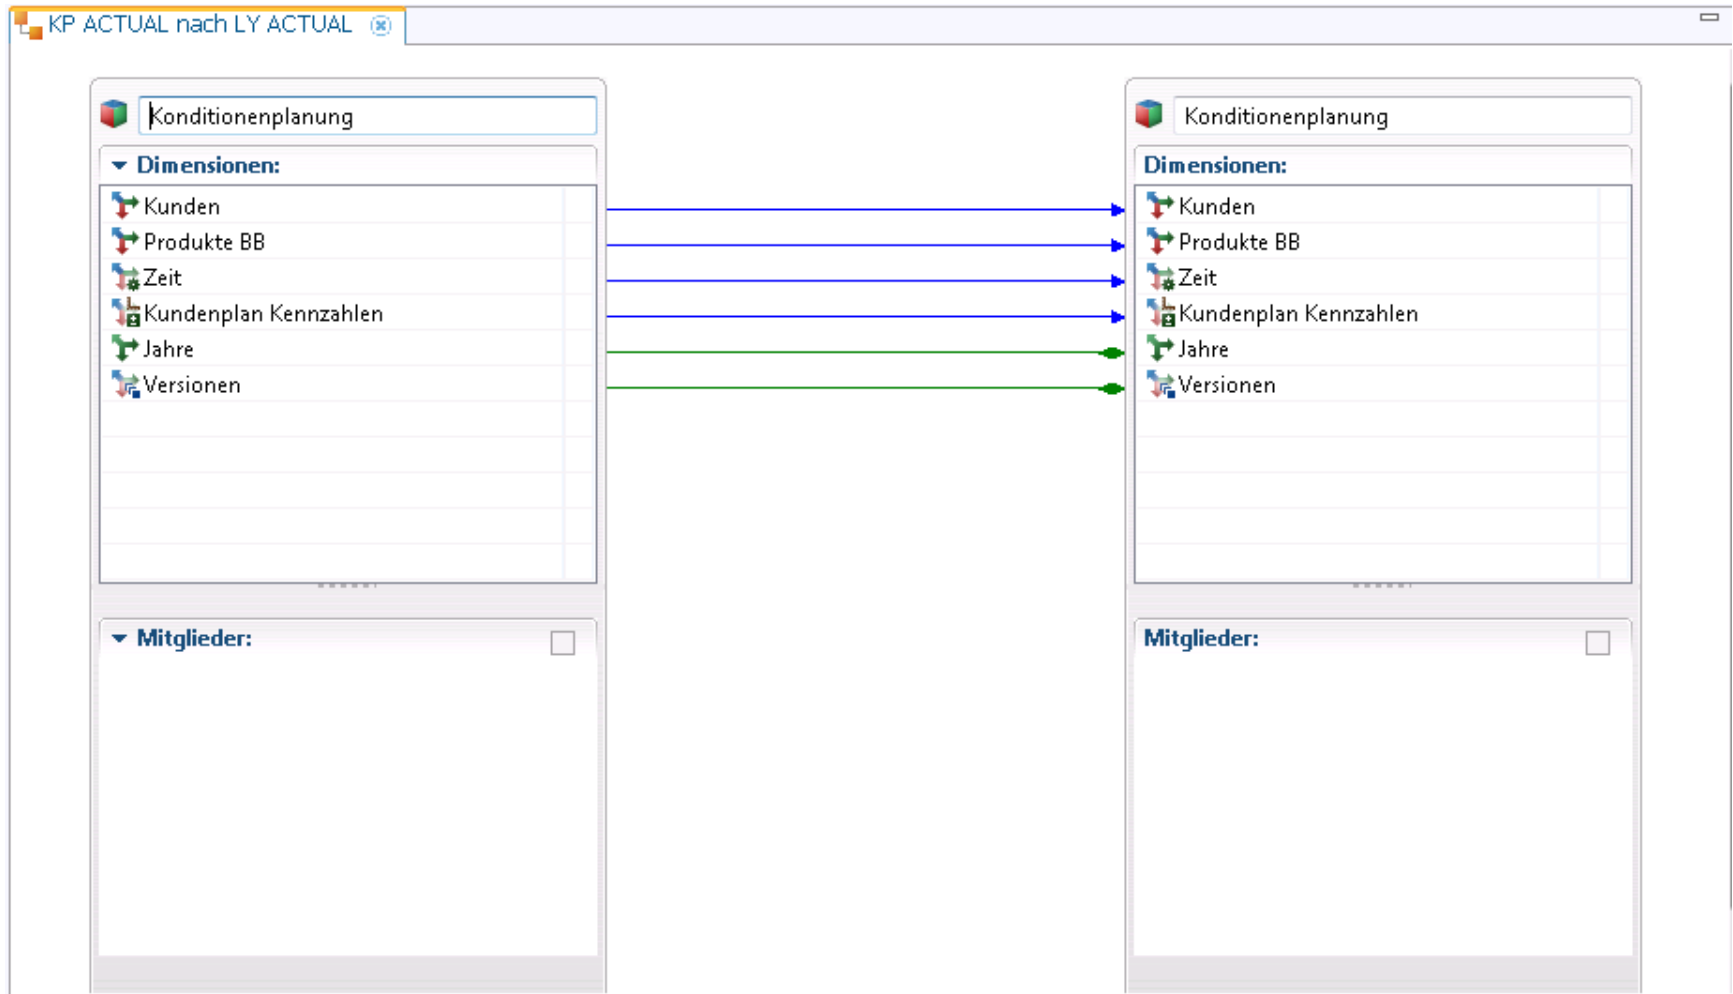 KP ACTUAL nach LY ACTUAL
Konditionenplanung
Dimensionen:
Kunden
Produkte BB
Zeit
Kundenplan Kennzahlen
Jahre
Versionen
Mitglieder:
Konditionenplanung
Dimensionen:
Kunden
Produkte BB
Zeit
Kundenplan Kennzahlen
Jahre
Versionen
Mitglieder: